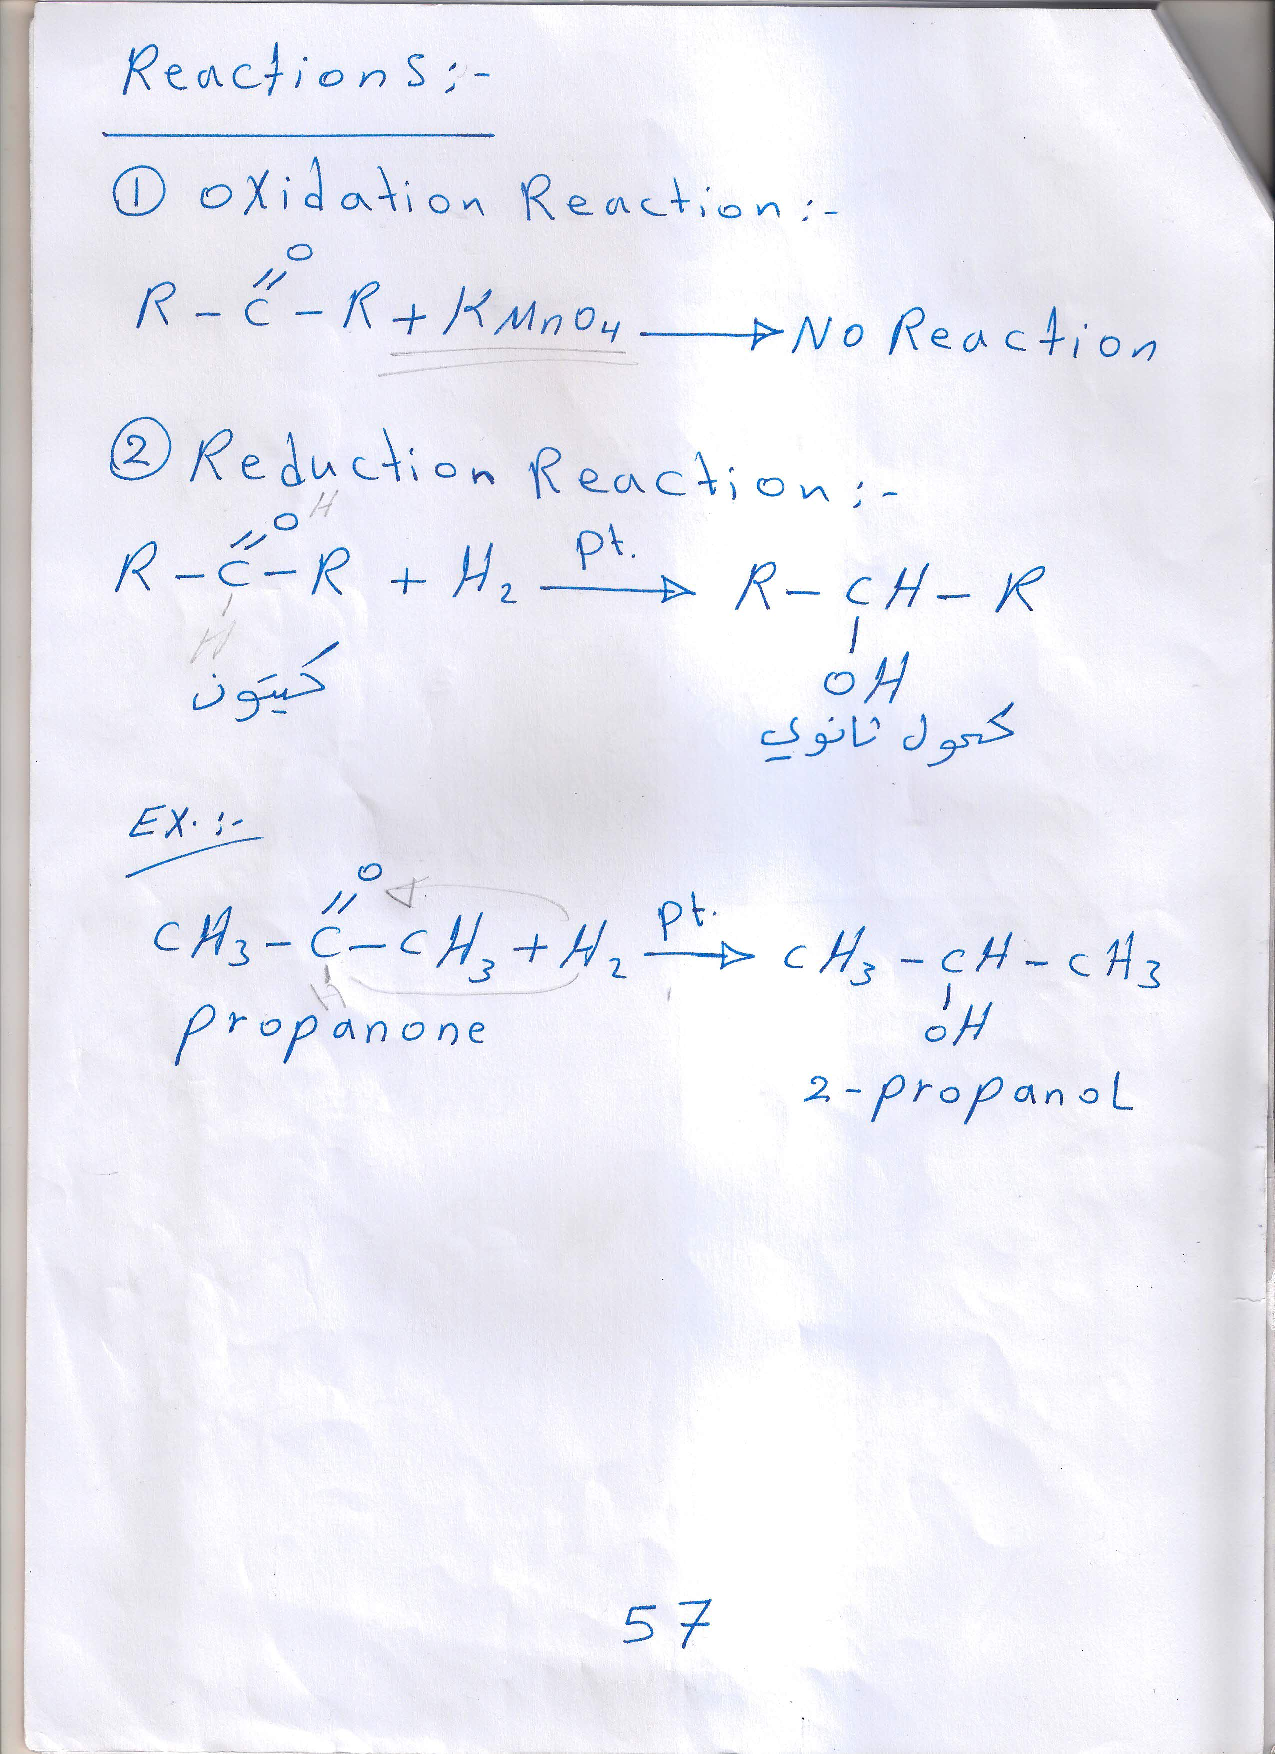 Reactions:-
① Oxidation Reaction:-
O
//
R - C - R + KMnO4 → No Reaction
② Reduction Reaction:-
O H
//
R - C - R + H2 pt. → R - CH - R
H
OH
كيتون
كحول ثانوي
EX.:-
O
//
CH3 - C - CH3 + H2 pt. → CH3 - CH - CH3
H
OH
propanone
2-propanol
57